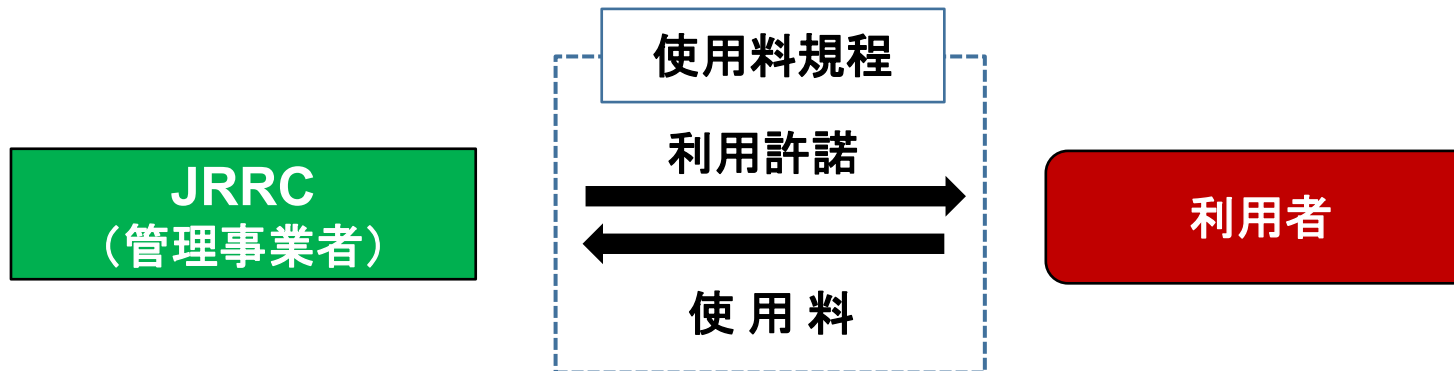 使用料規程
利用許諾
JRRC
（管理事業者）
利用者
使 用 料